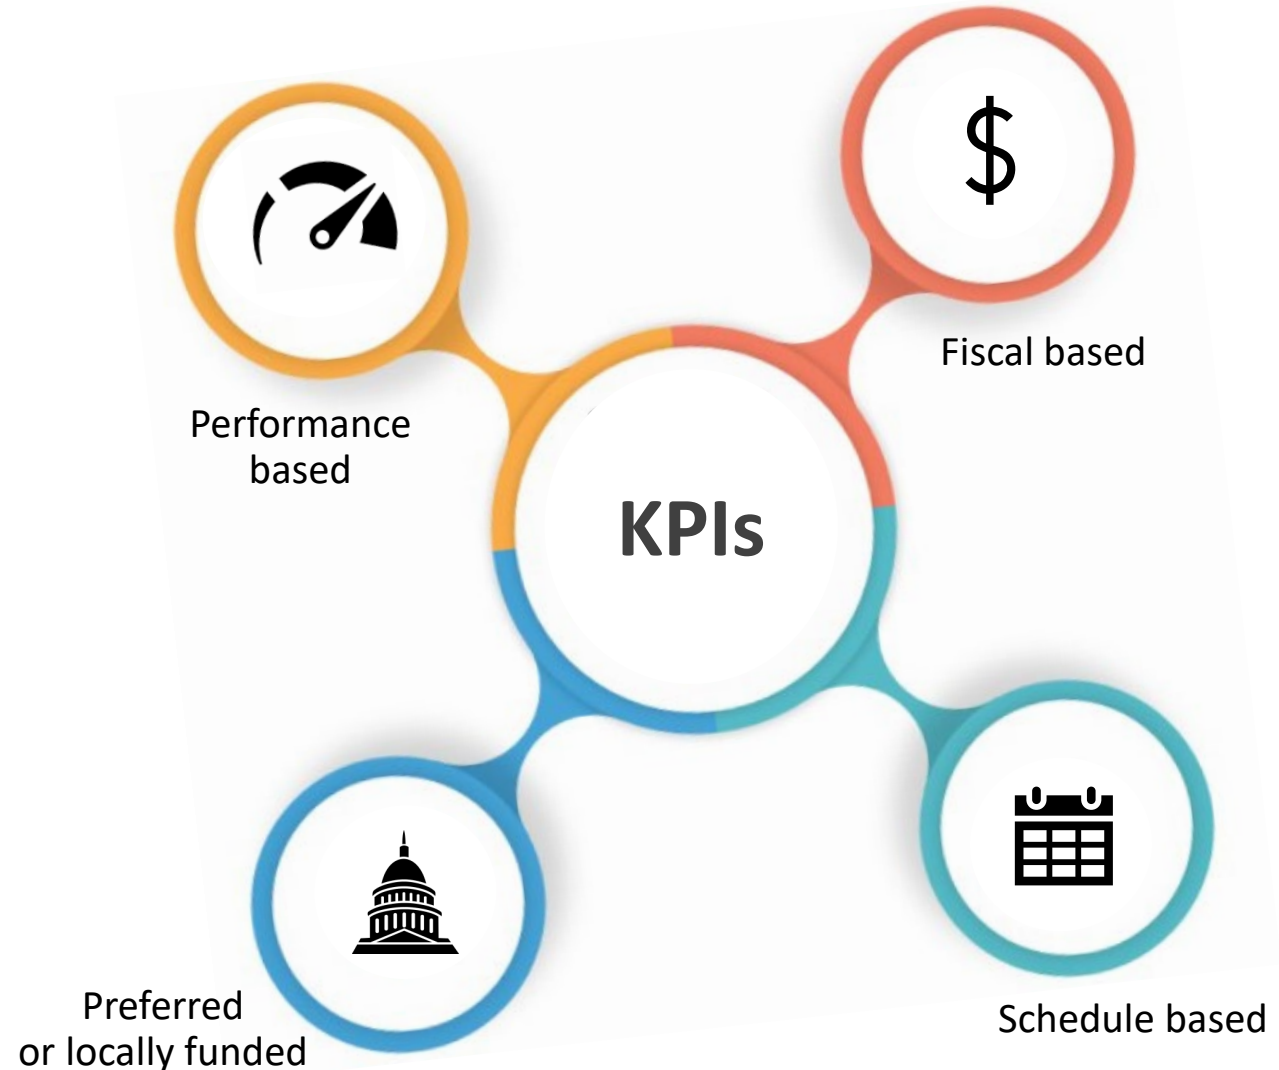 $
Fiscal based
Performance
based
KPIs
Preferred
or locally funded
Schedule based